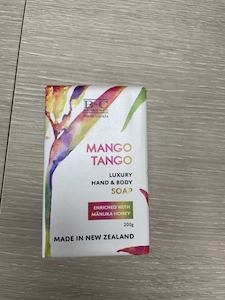 MANGO
TANGO
LUXURY
HAND & BODY
SOAP
ENRICHED WITH
MĀNUKA HONEY
200g
MADE IN NEW ZEALAND